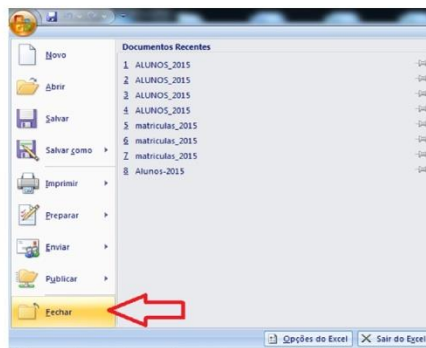 Novo
Abrir
Salvar
Salvar como
Imprimir
Preparar
Enviar
Publicar
Fechar
Documentos Recentes
1 ALUNOS_2015
2 ALUNOS_2015
3 ALUNOS_2015
4 ALUNOS_2015
5 matriculas_2015
6 matriculas_2015
7 matriculas_2015
8 Alunos-2015
Opções do Excel
Sair do Excel